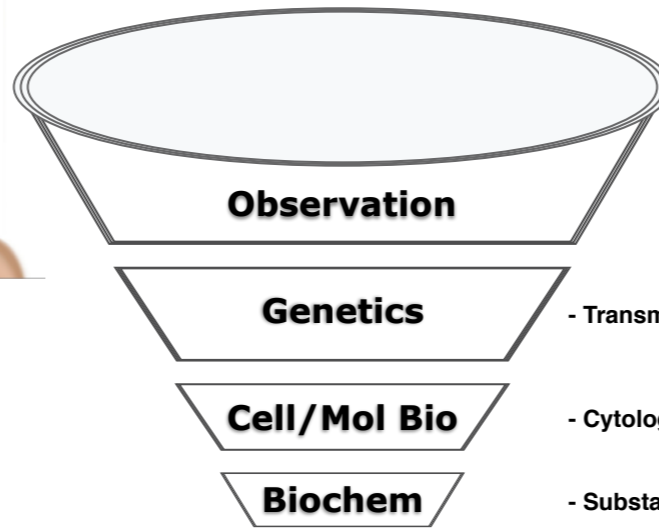 Observation
Genetics
- Transm
Cell/Mol Bio
- Cytolog
Biochem
- Substa